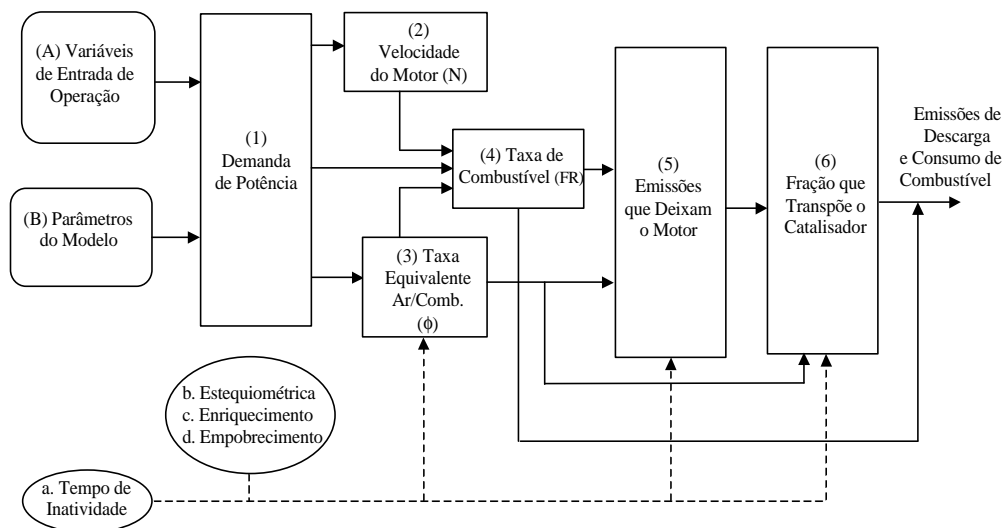 (A) Variáveis
de Entrada de
Operação
(B) Parâmetros
do Modelo
(1)
Demanda
de Potência
(2)
Velocidade
do Motor (N)
(3) Taxa
Equivalente
Ar/Comb.
(ϕ)
(4) Taxa de
Combustível (FR)
(5)
Emissões
que Deixam
o Motor
(6)
Fração que
Transpõe o
Catalisador
Emissões de
Descarga
e Consumo de
Combustível
b. Estequiométrica
c. Enriquecimento
d. Empobrecimento
a. Tempo de
Inatividade